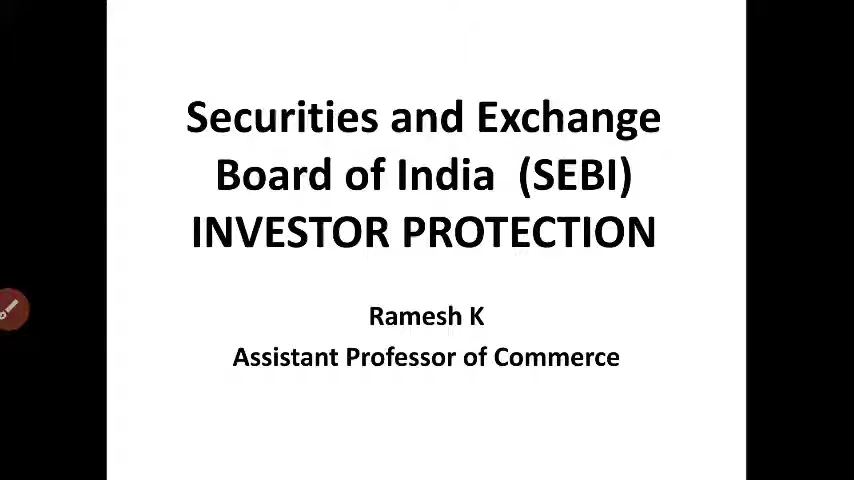 Securities and Exchange
Board of India (SEBI)
INVESTOR PROTECTION
Ramesh K
Assistant Professor of Commerce